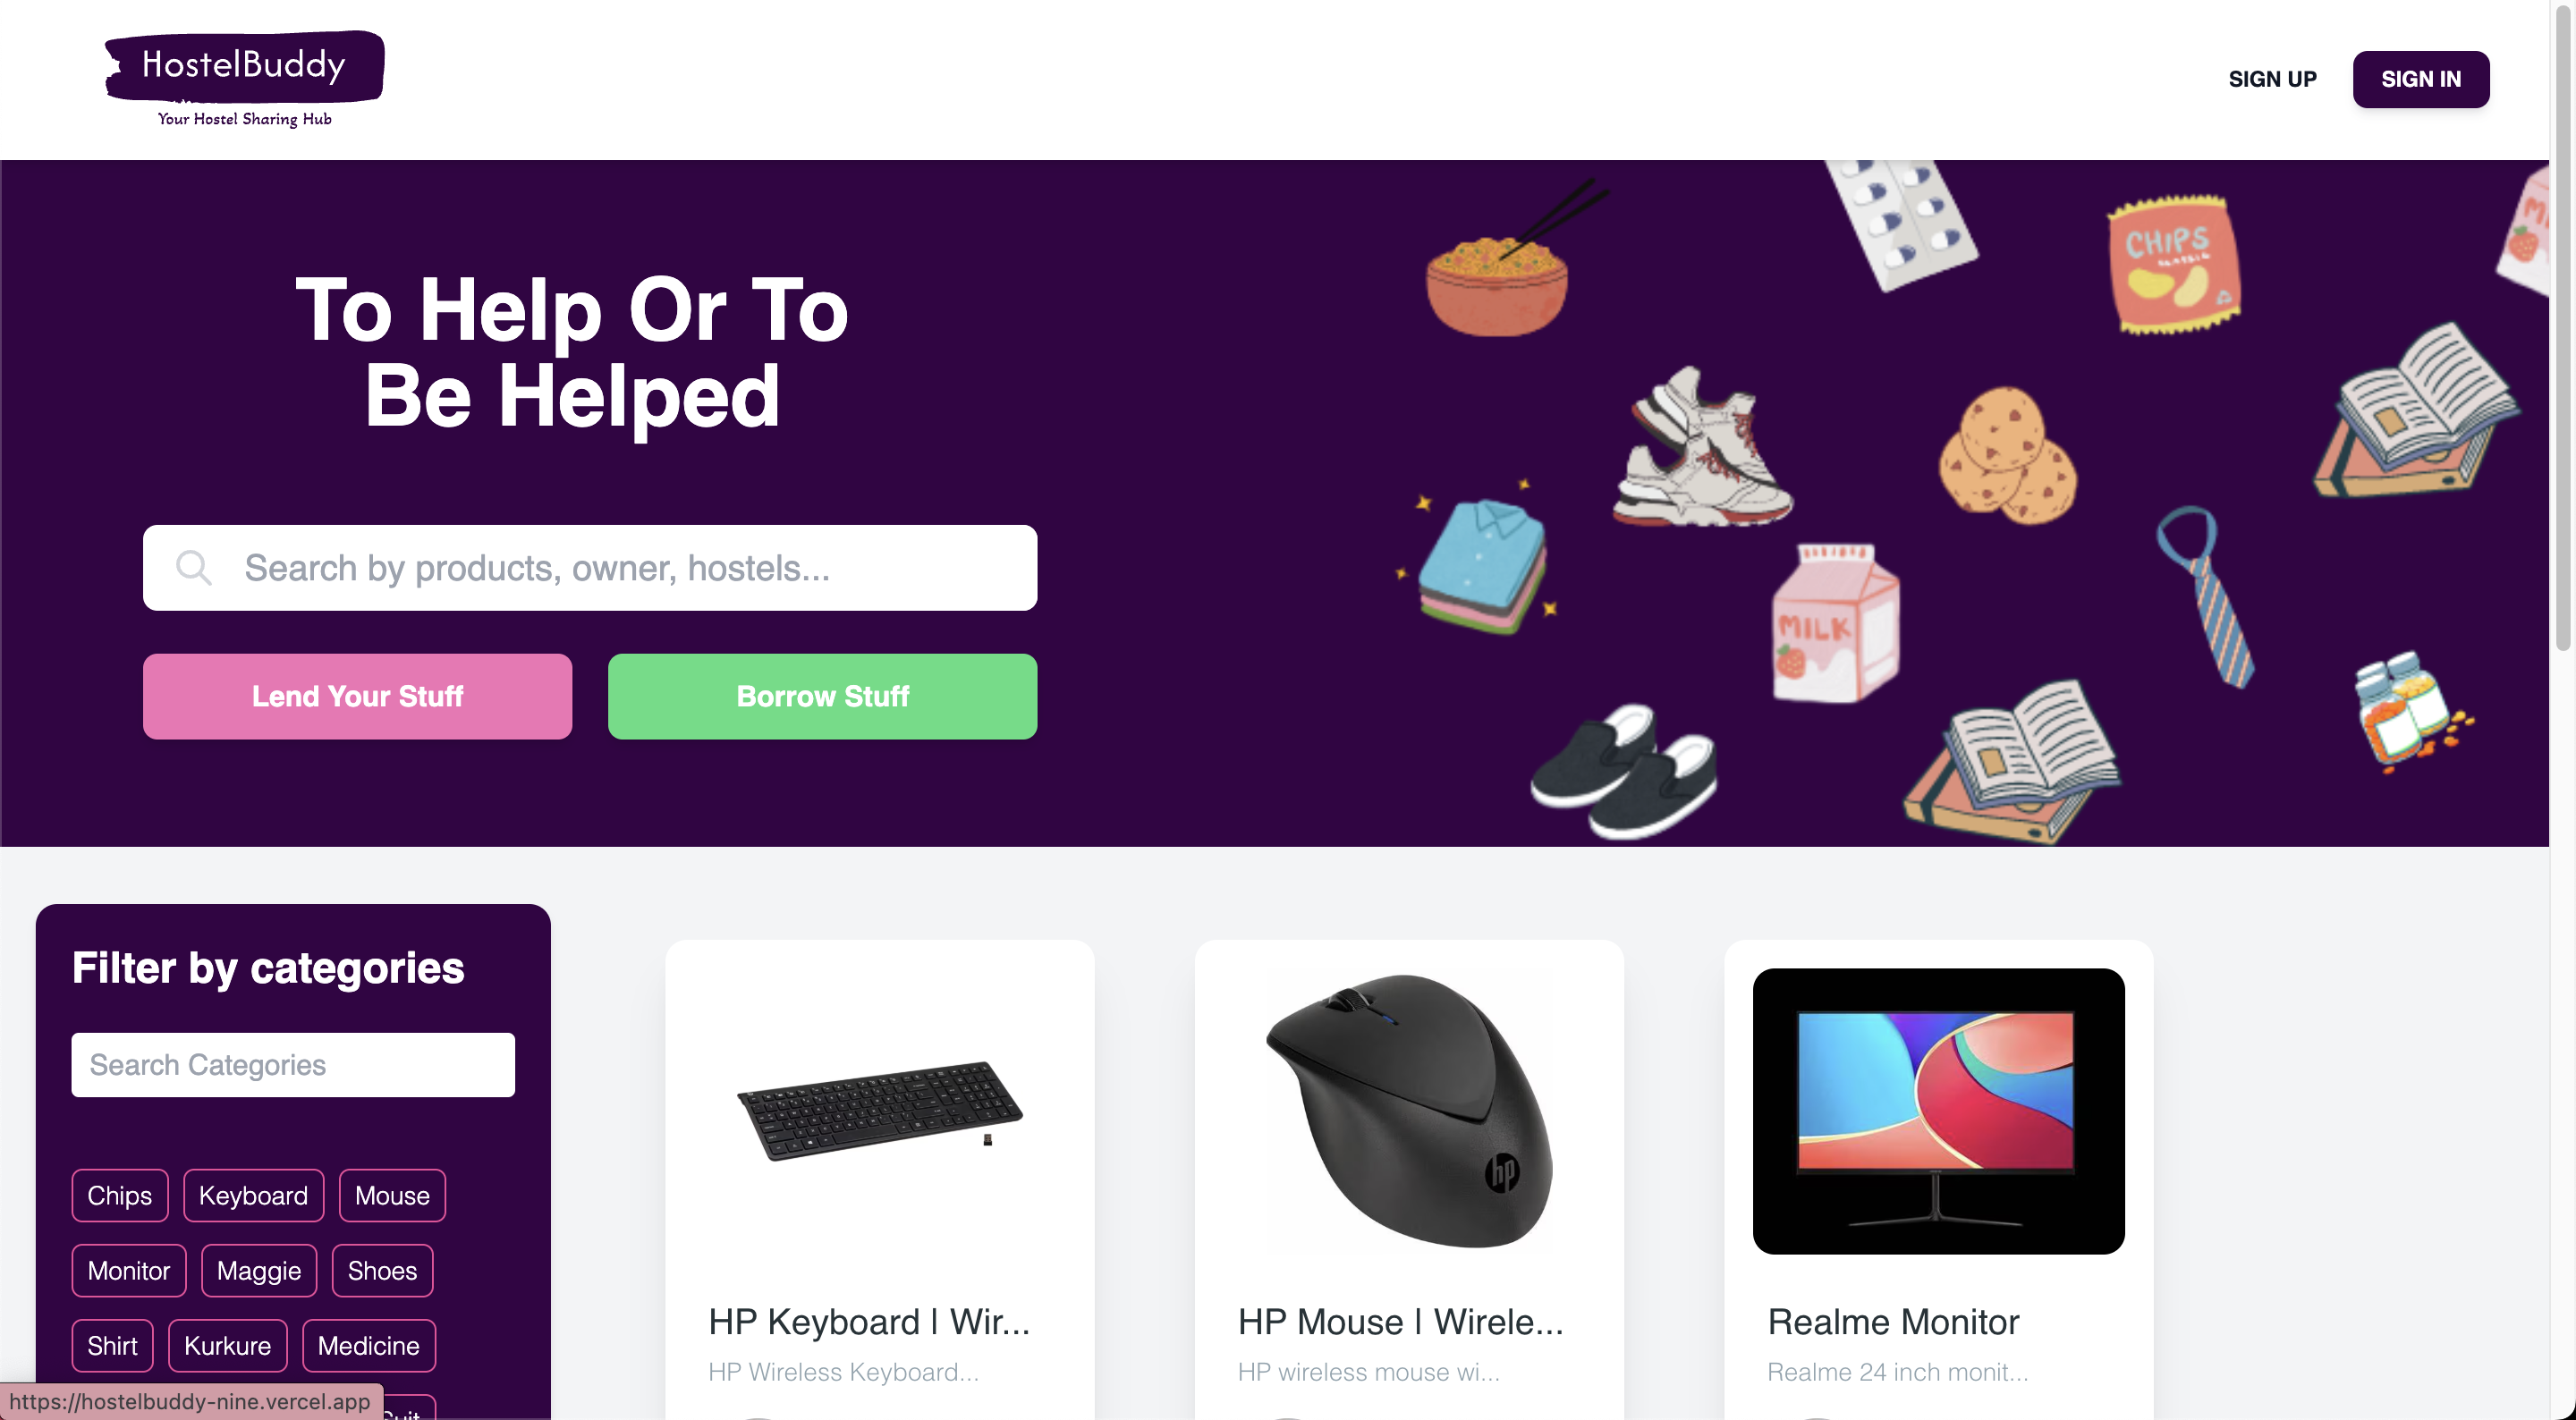 HostelBuddy
Your Hostel Sharing Hub
SIGN UP
SIGN IN
To Help Or To
Be Helped
Search by products, owner, hostels...
Lend Your Stuff
Borrow Stuff
CHIPS
MILK
Filter by categories
Search Categories
Chips
Keyboard
Mouse
Monitor
Maggie
Shoes
Shirt
Kurkure
Medicine
hp
HP Keyboard | Wir...
HP Wireless Keyboard...
HP Mouse | Wirele...
HP wireless mouse wi...
Realme Monitor
Realme 24 inch monit...
https://hostelbuddy-nine.vercel.app